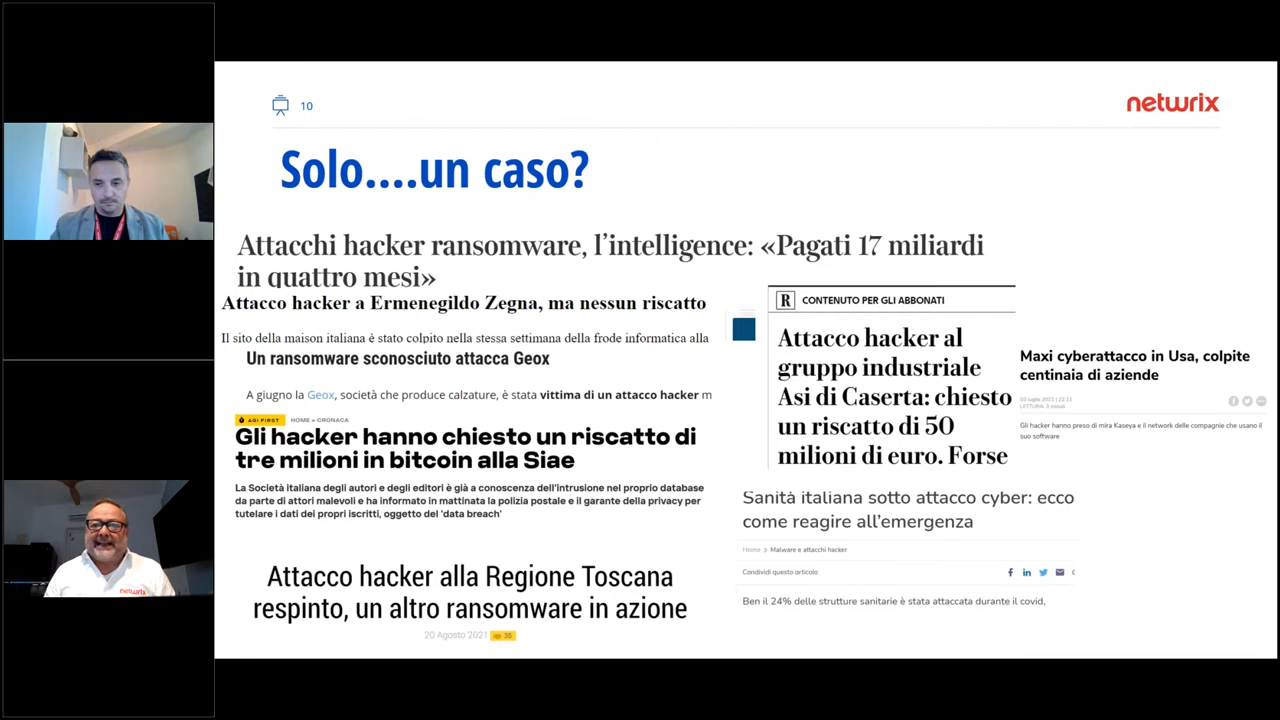 10
netwrix
Solo....un caso?
Attacchi hacker ransomware, l’intelligence: «Pagati 17 miliardi
in quattro mesi»
Attacco hacker a Ermenegildo Zegna, ma nessun riscatto
Il sito della maison italiana è stato colpito nella stessa settimana della frode informatica alla
Un ransomware sconosciuto attacca Geox
A giugno la Geox, società che produce calzature, è stata vittima di un attacco hacker m
AGI FIRST HOME » CRONACA
Gli hacker hanno chiesto un riscatto di
tre milioni in bitcoin alla Siae
La Società italiana degli autori e degli editori è già a conoscenza dell'intrusione nel proprio database
da parte di attori malevoli e ha informato in mattinata la polizia postale e il garante della privacy per
tutelare i dati dei propri iscritti, oggetto del 'data breach'
Attacco hacker alla Regione Toscana
respinto, un altro ransomware in azione
20 Agosto 2021 35
R CONTENUTO PER GLI ABBONATI
Attacco hacker al
gruppo industriale
Asi di Caserta: chiesto
un riscatto di 50
milioni di euro. Forse
Maxi cyberattacco in Usa, colpite
centinaia di aziende
03 luglio 2021 | 22:11
LETTURA: 3 minuti
Gli hacker hanno preso di mira Kaseya e il network delle compagnie che usano il
suo software
Sanità italiana sotto attacco cyber: ecco
come reagire all’emergenza
Home > Malware e attacchi hacker
Condividi questo articolo
Ben il 24% delle strutture sanitarie è stata attaccata durante il covid,
netwrix